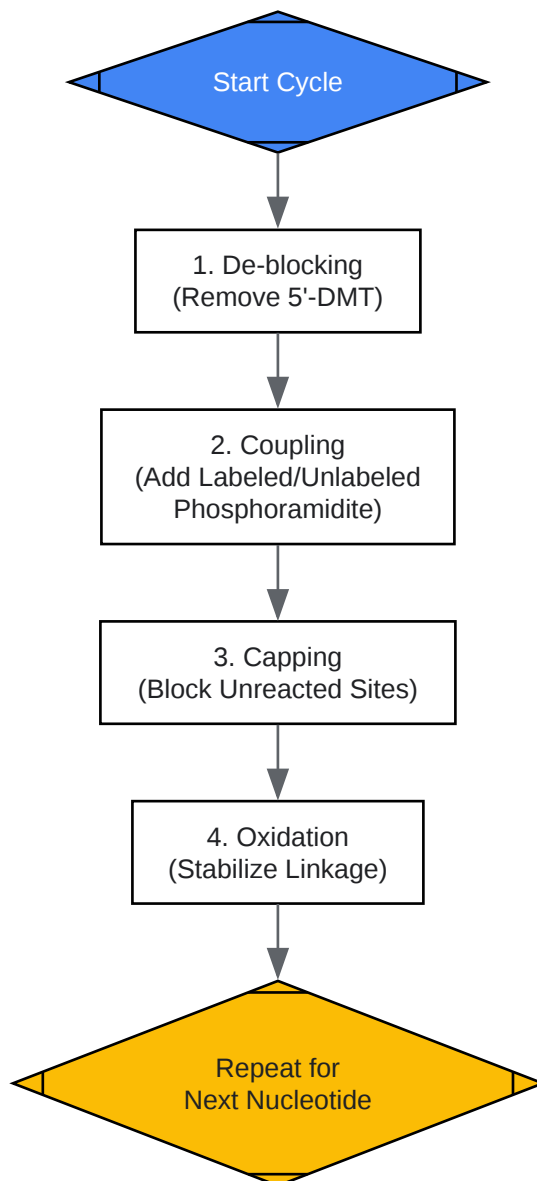 Start Cycle
1. De-blocking
(Remove 5'-DMT)
2. Coupling
(Add Labeled/Unlabeled
Phosphoramidite)
3. Capping
(Block Unreacted Sites)
4. Oxidation
(Stabilize Linkage)
Repeat for
Next Nucleotide